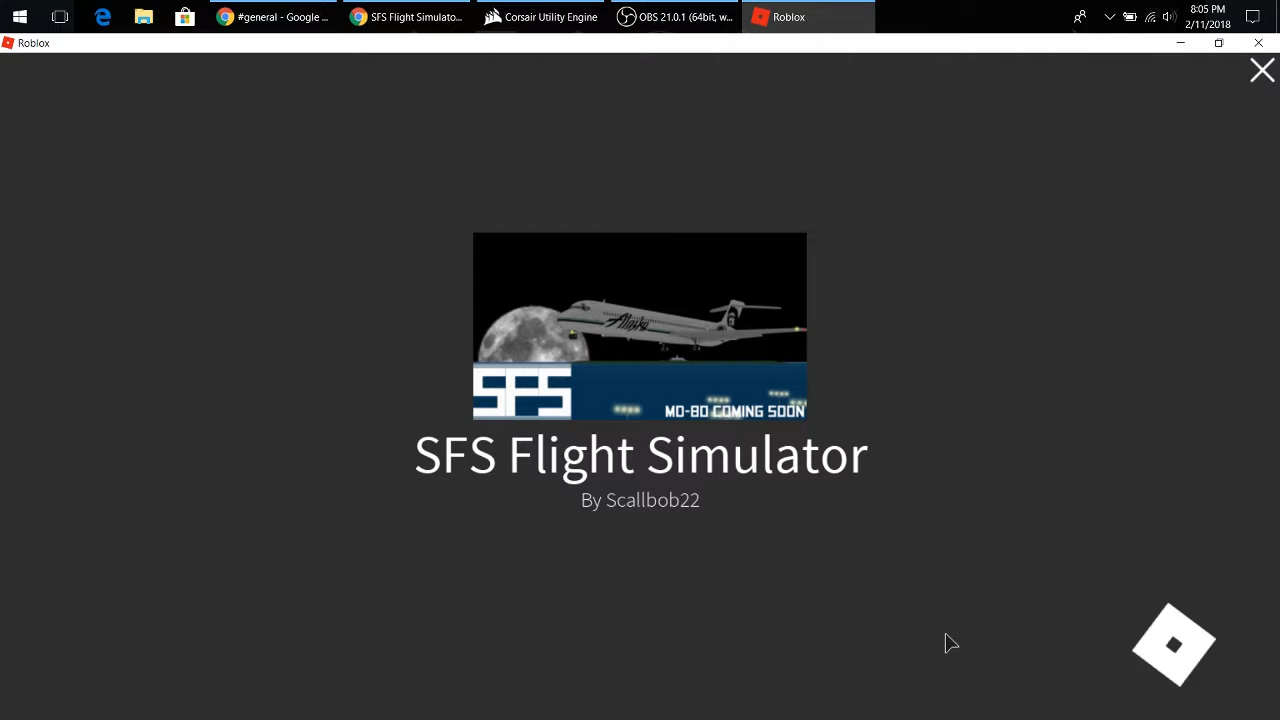 #general - Google ...
SFS Flight Simulato...
Corsair Utility Engine
OBS 21.0.1 (64bit, w...
Roblox
8:05 PM
2/11/2018
Roblox
Alaska
SFS
MD-80 COMING SOON
SFS Flight Simulator
By Scallbob22